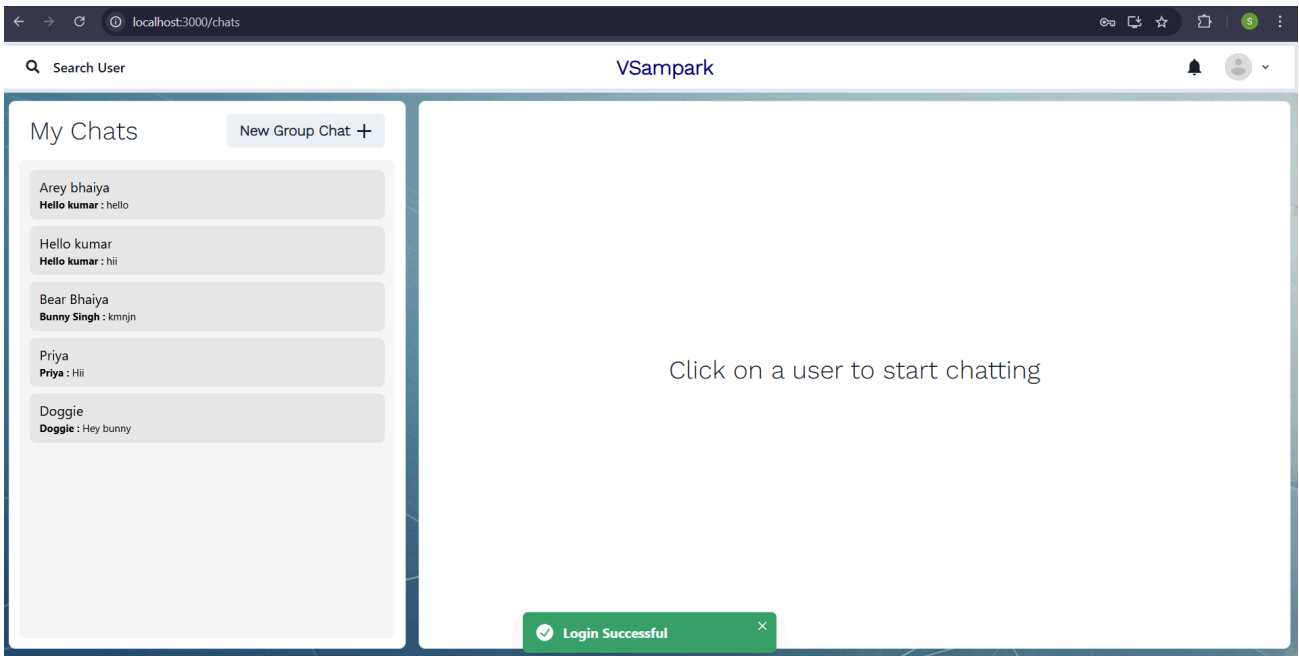 localhost:3000/chats
S
Search User
VSampark
My Chats
New Group Chat +
Arey bhaiya
Hello kumar : hello
Hello kumar
Hello kumar : hii
Bear Bhaiya
Bunny Singh : kmnjn
Priya
Priya : Hii
Doggie
Doggie : Hey bunny
Click on a user to start chatting
Login Successful